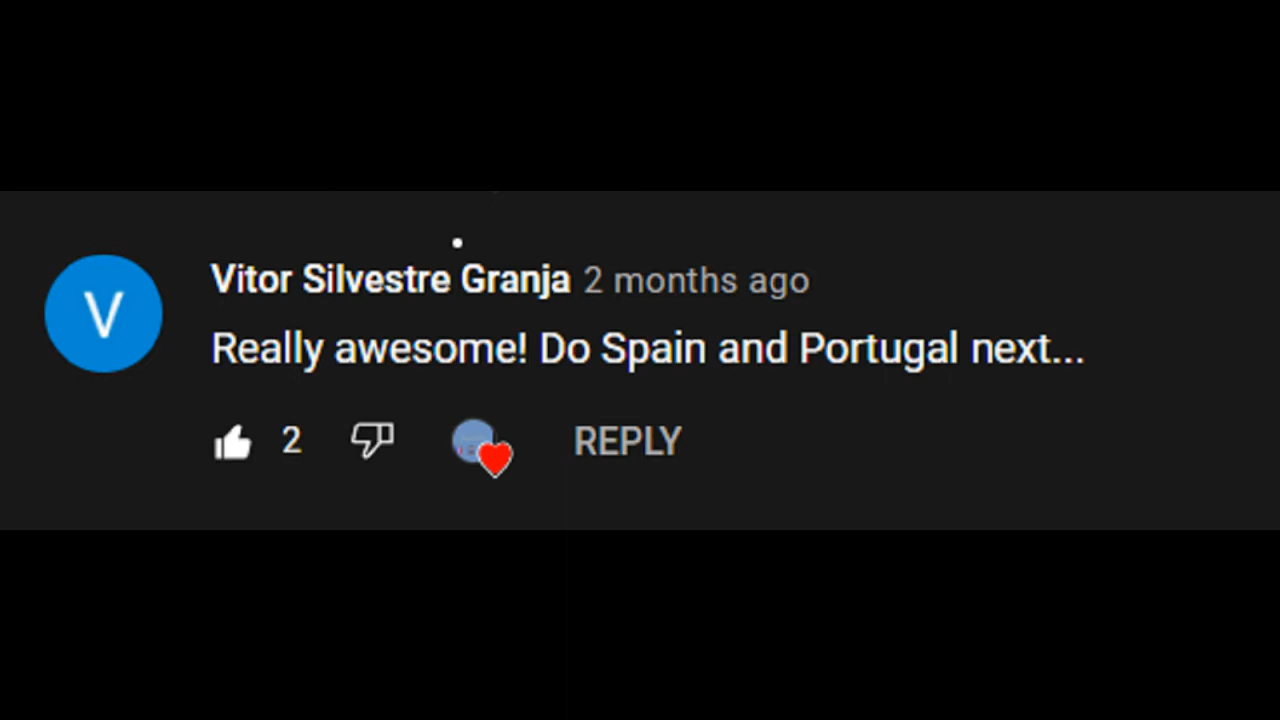 V
Vitor Silvestre Granja 2 months ago
Really awesome! Do Spain and Portugal next...
2 REPLY